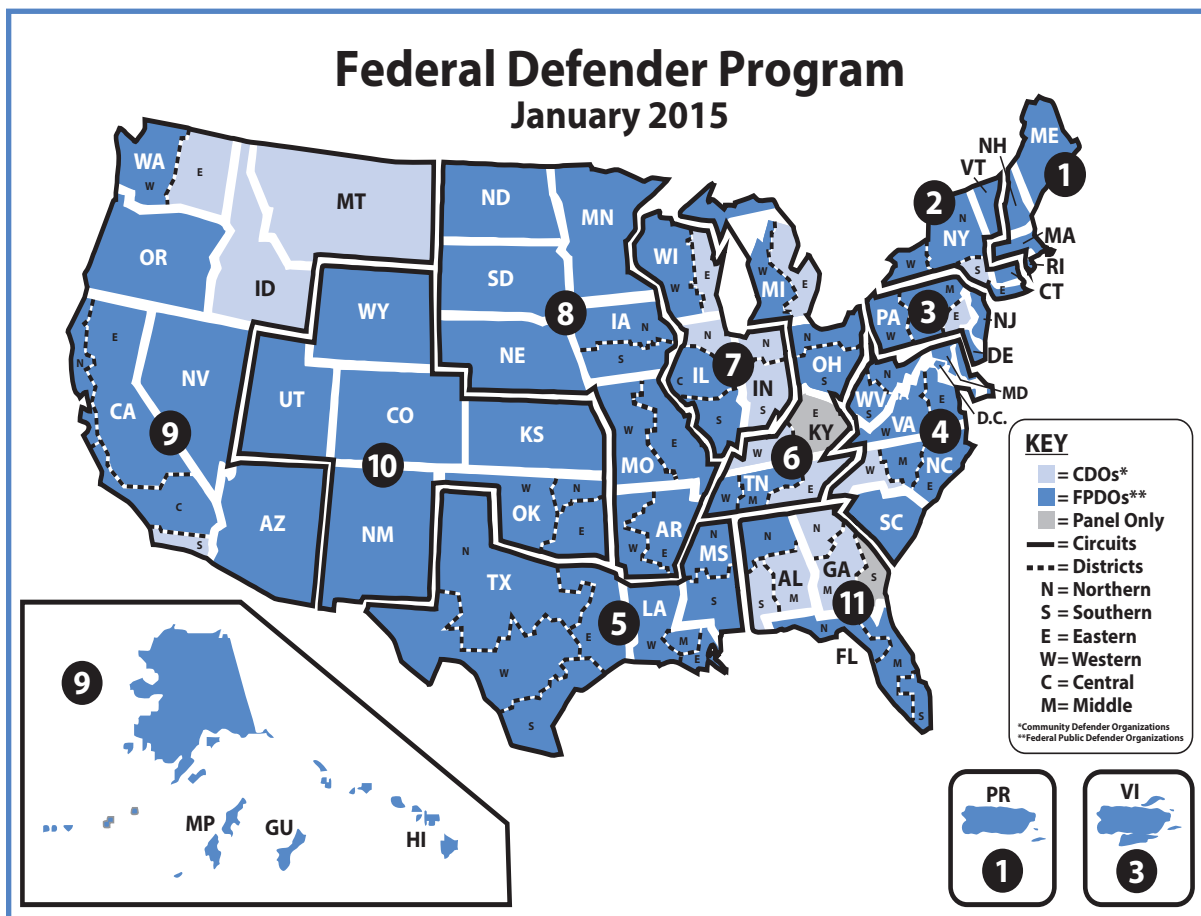 Federal Defender Program
January 2015
WA
W
E
MT
OR
ID
WY
UT
NV
CO
CA
E
N
C
S
9
AZ
NM
10
ND
MN
SD
8
NE
IA
N
S
KS
MO
W
E
OK
W
N
E
AR
W
E
TX
N
E
W
S
5
LA
W
M
E
MS
N
S
WI
W
E
MI
W
E
IL
N
C
S
7
IN
N
S
OH
N
S
KY
E
W
6
TN
W
M
E
AL
N
M
S
GA
N
M
S
11
FL
N
M
S
ME
1
NH
VT
2
NY
N
W
S
E
MA
RI
CT
PA
W
M
E
3
NJ
DE
MD
D.C.
WV
N
S
VA
W
E
4
NC
W
M
E
SC
KEY
= CDOs*
= FPDOs**
= Panel Only
= Circuits
= Districts
N = Northern
S = Southern
E = Eastern
W = Western
C = Central
M = Middle
*Community Defender Organizations
**Federal Public Defender Organizations
9
MP
GU
HI
PR
1
VI
3